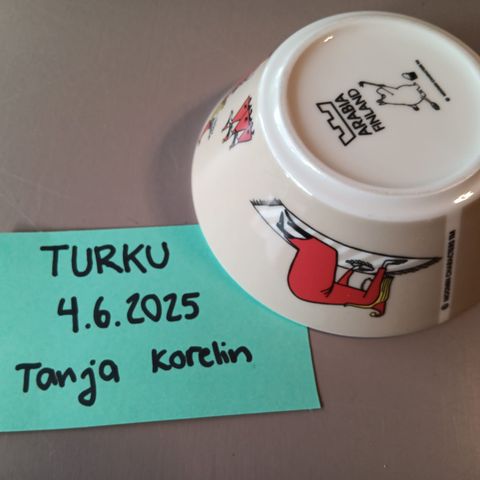 TURKU
4.6.2025
Tanja Korelin
ARABIA
FINLAND